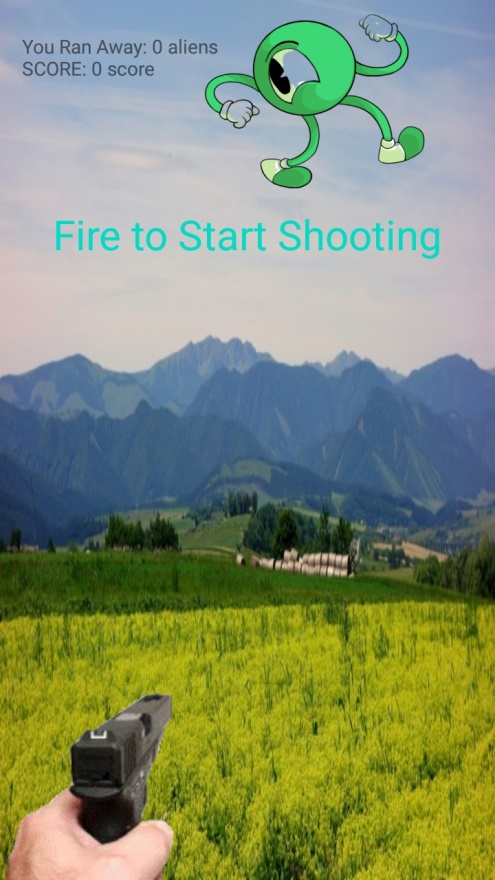 You Ran Away: 0 aliens
SCORE: 0 score
Fire to Start Shooting